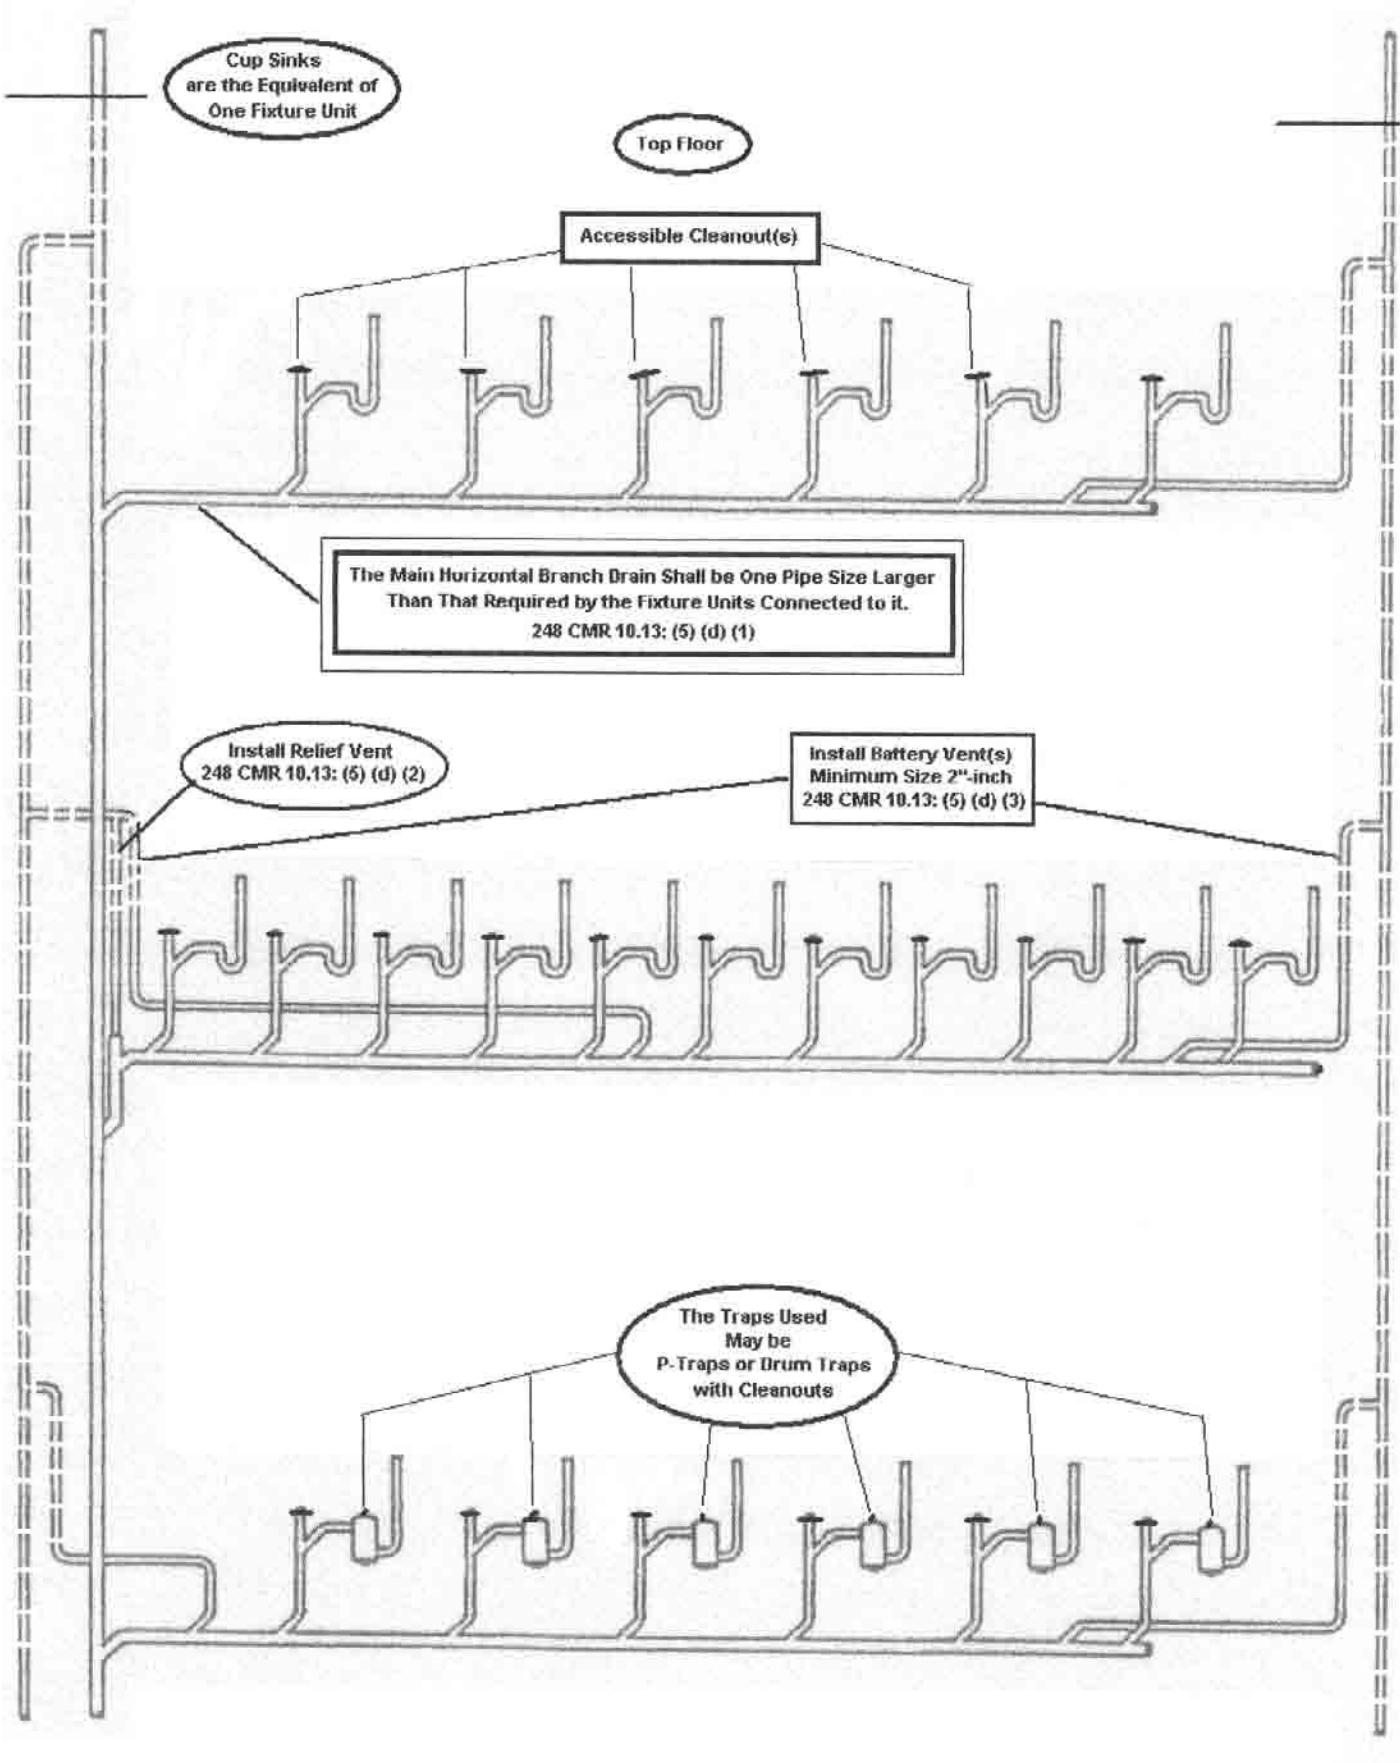 Cup Sinks
are the Equivalent of
One Fixture Unit
Top Floor
Accessible Cleanout(s)
The Main Horizontal Branch Drain Shall be One Pipe Size Larger
Than That Required by the Fixture Units Connected to it.
248 CMR 10.13: (5) (d) (1)
Install Relief Vent
248 CMR 10.13: (5) (d) (2)
Install Battery Vent(s)
Minimum Size 2"-inch
248 CMR 10.13: (5) (d) (3)
The Traps Used
May be
P-Traps or Drum Traps
with Cleanouts